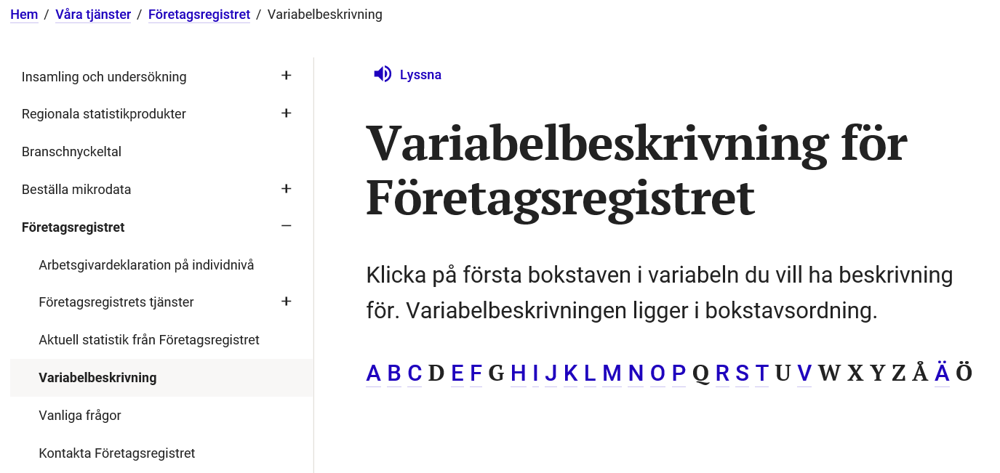 Hem / Våra tjänster / Företagsregistret / Variabelbeskrivning
Insamling och undersökning +
Regionala statistikprodukter +
Branschnyckeltal
Beställa mikrodata +
Företagsregistret −
Arbetsgivardeklaration på individnivå
Företagsregistrets tjänster +
Aktuell statistik från Företagsregistret
Variabelbeskrivning
Vanliga frågor
Kontakta Företagsregistret
Lyssna
Variabelbeskrivning för
Företagsregistret
Klicka på första bokstaven i variabeln du vill ha beskrivning
för. Variabelbeskrivningen ligger i bokstavsordning.
A B C D E F G H I J K L M N O P Q R S T U V W X Y Z Å Ä Ö